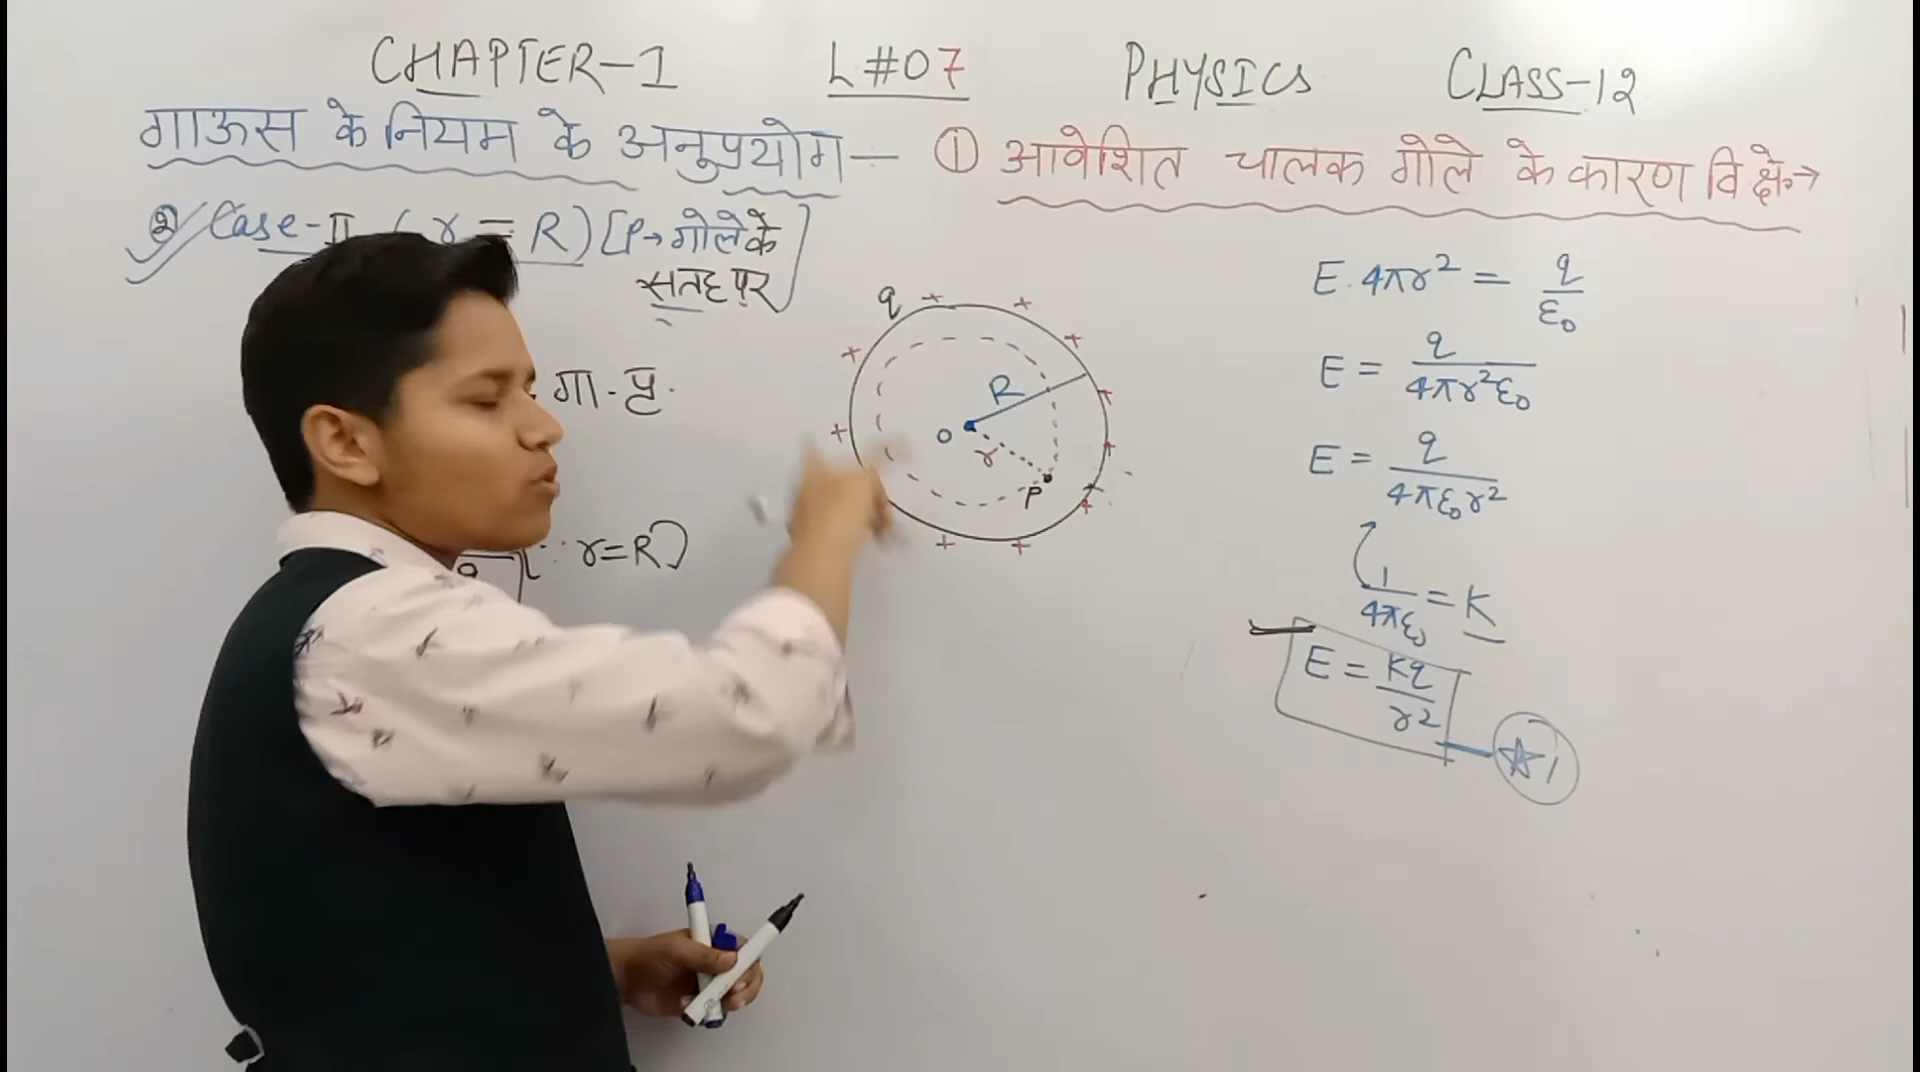 CHAPTER-1 L#07 PHYSICS CLASS-12
गाऊस के नियम के अनुप्रयोग — ① आवेशित चालक गोले के कारण वि क्षे→
② Case-II (r = R) [P→गोले के
सतह पर]
गा. पृ.
(∵ r=R)
q
R
O
r
P
E. 4πr² = q/ε₀
E = q/4πr²ε₀
E = q/4πε₀r²
1/4πε₀ = K
E = Kq/r² — ☆1